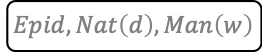 Epid, Nat(d), Man(w)